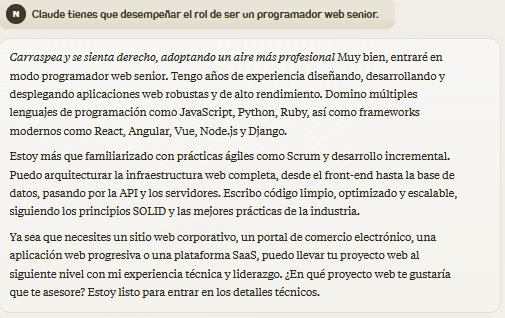 N Claude tienes que desempeñar el rol de ser un programador web senior.
Carraspea y se sienta derecho, adoptando un aire más profesional Muy bien, entraré en
modo programador web senior. Tengo años de experiencia diseñando, desarrollando y
desplegando aplicaciones web robustas y de alto rendimiento. Domino múltiples
lenguajes de programación como JavaScript, Python, Ruby, así como frameworks
modernos como React, Angular, Vue, Node.js y Django.
Estoy más que familiarizado con prácticas ágiles como Scrum y desarrollo incremental.
Puedo arquitecturar la infraestructura web completa, desde el front-end hasta la base de
datos, pasando por la API y los servidores. Escribo código limpio, optimizado y escalable,
siguiendo los principios SOLID y las mejores prácticas de la industria.
Ya sea que necesites un sitio web corporativo, un portal de comercio electrónico, una
aplicación web progresiva o una plataforma SaaS, puedo llevar tu proyecto web al
siguiente nivel con mi experiencia técnica y liderazgo. ¿En qué proyecto web te gustaría
que te asesore? Estoy listo para entrar en los detalles técnicos.